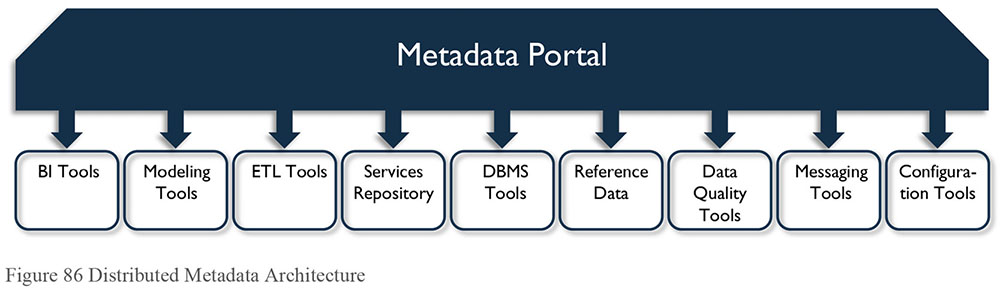 Metadata Portal
BI Tools
Modeling
Tools
ETL Tools
Services
Repository
DBMS
Tools
Reference
Data
Data
Quality
Tools
Messaging
Tools
Configura-
tion Tools
Figure 86 Distributed Metadata Architecture